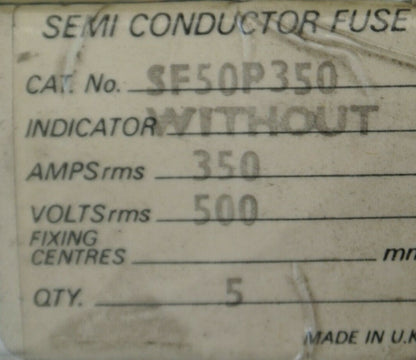 SEMI CONDUCTOR FUSE
CAT. No. SF50P350
INDICATOR WITHOUT
AMPS rms 350
VOLTS rms 500
FIXING
CENTRES mm
QTY. 5
MADE IN U.K